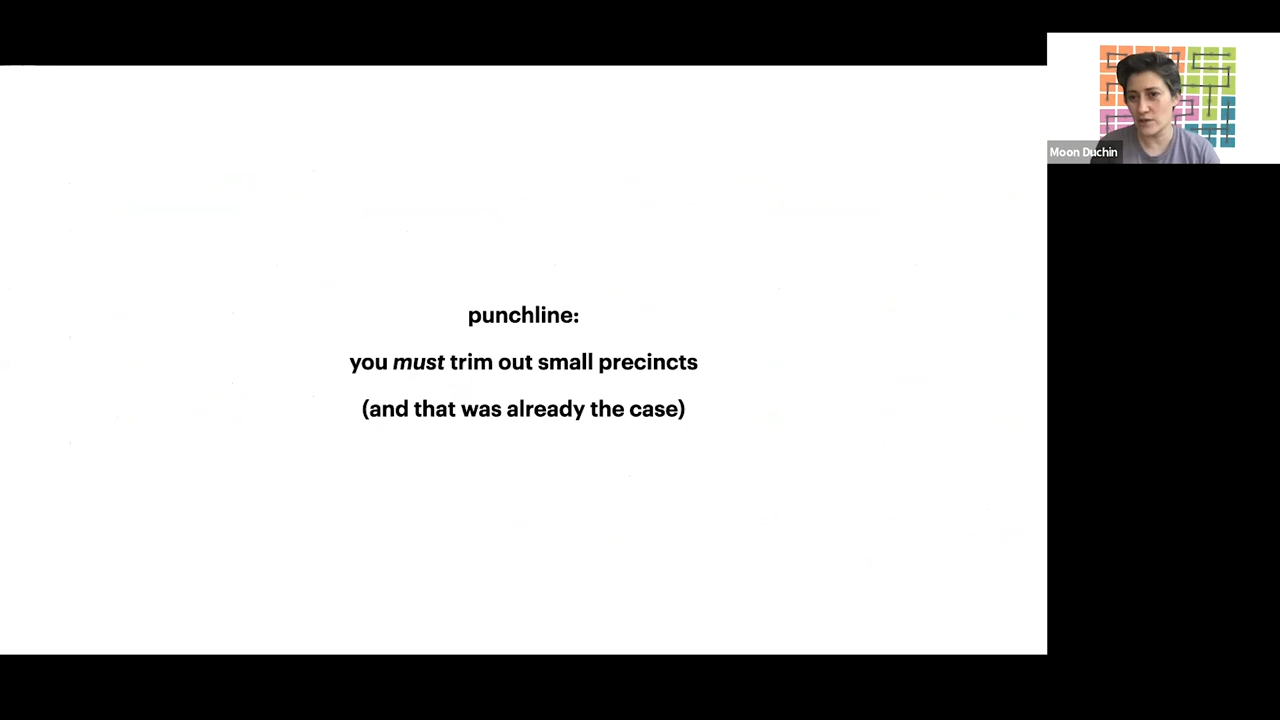 punchline:
you must trim out small precincts
(and that was already the case)
Moon Duchin